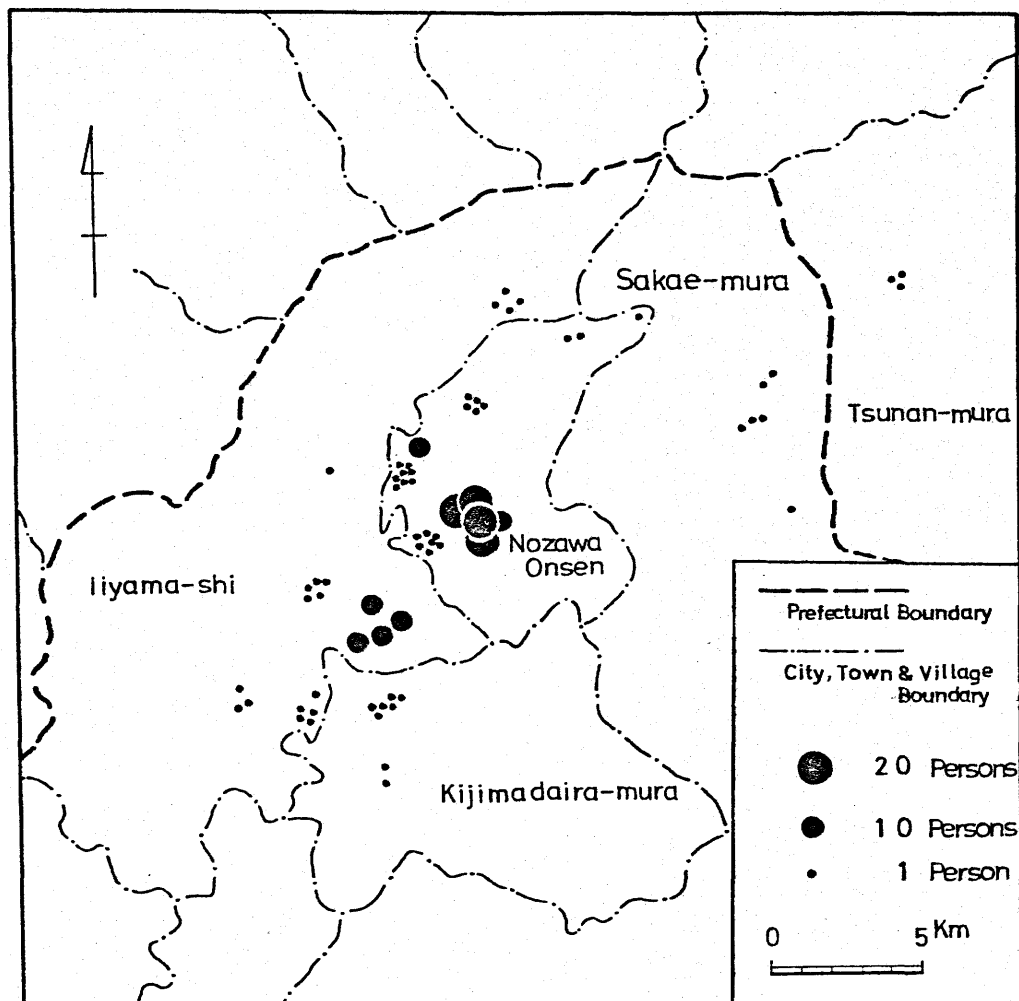 Sakae-mura
Tsunan-mura
Nozawa
Onsen
Iiyama-shi
Kijimadaira-mura
Prefectural Boundary
City, Town & Village
Boundary
20 Persons
10 Persons
1 Person
0 5 Km